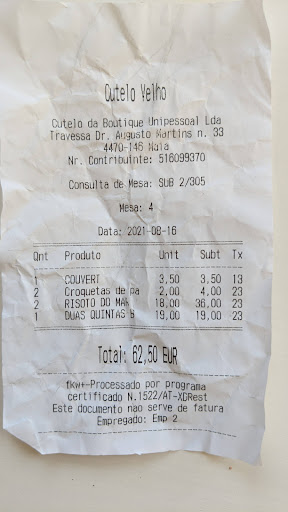 Cutelo Velho
Cutelo da Boutique Unipessoal Lda
Travessa Dr. Augusto Martins n. 33
4470-146 Maia
Nr. Contribuinte: 516099370
Consulta de Mesa: SUB 2/305
Mesa: 4
Data: 2021-08-16
Qnt Produto Unit Subt Tx
1 COUVERT 3,50 3,50 13
2 Croquetas de pa 2,00 4,00 23
2 RISOTO DO MAR 18,00 36,00 23
1 DUAS QUINTAS 19,00 19,00 23
Total: 62,50 EUR
fkw+-Processado por programa
certificado N.1522/AT-XDRest
Este documento não serve de fatura
Empregado: Emp 2